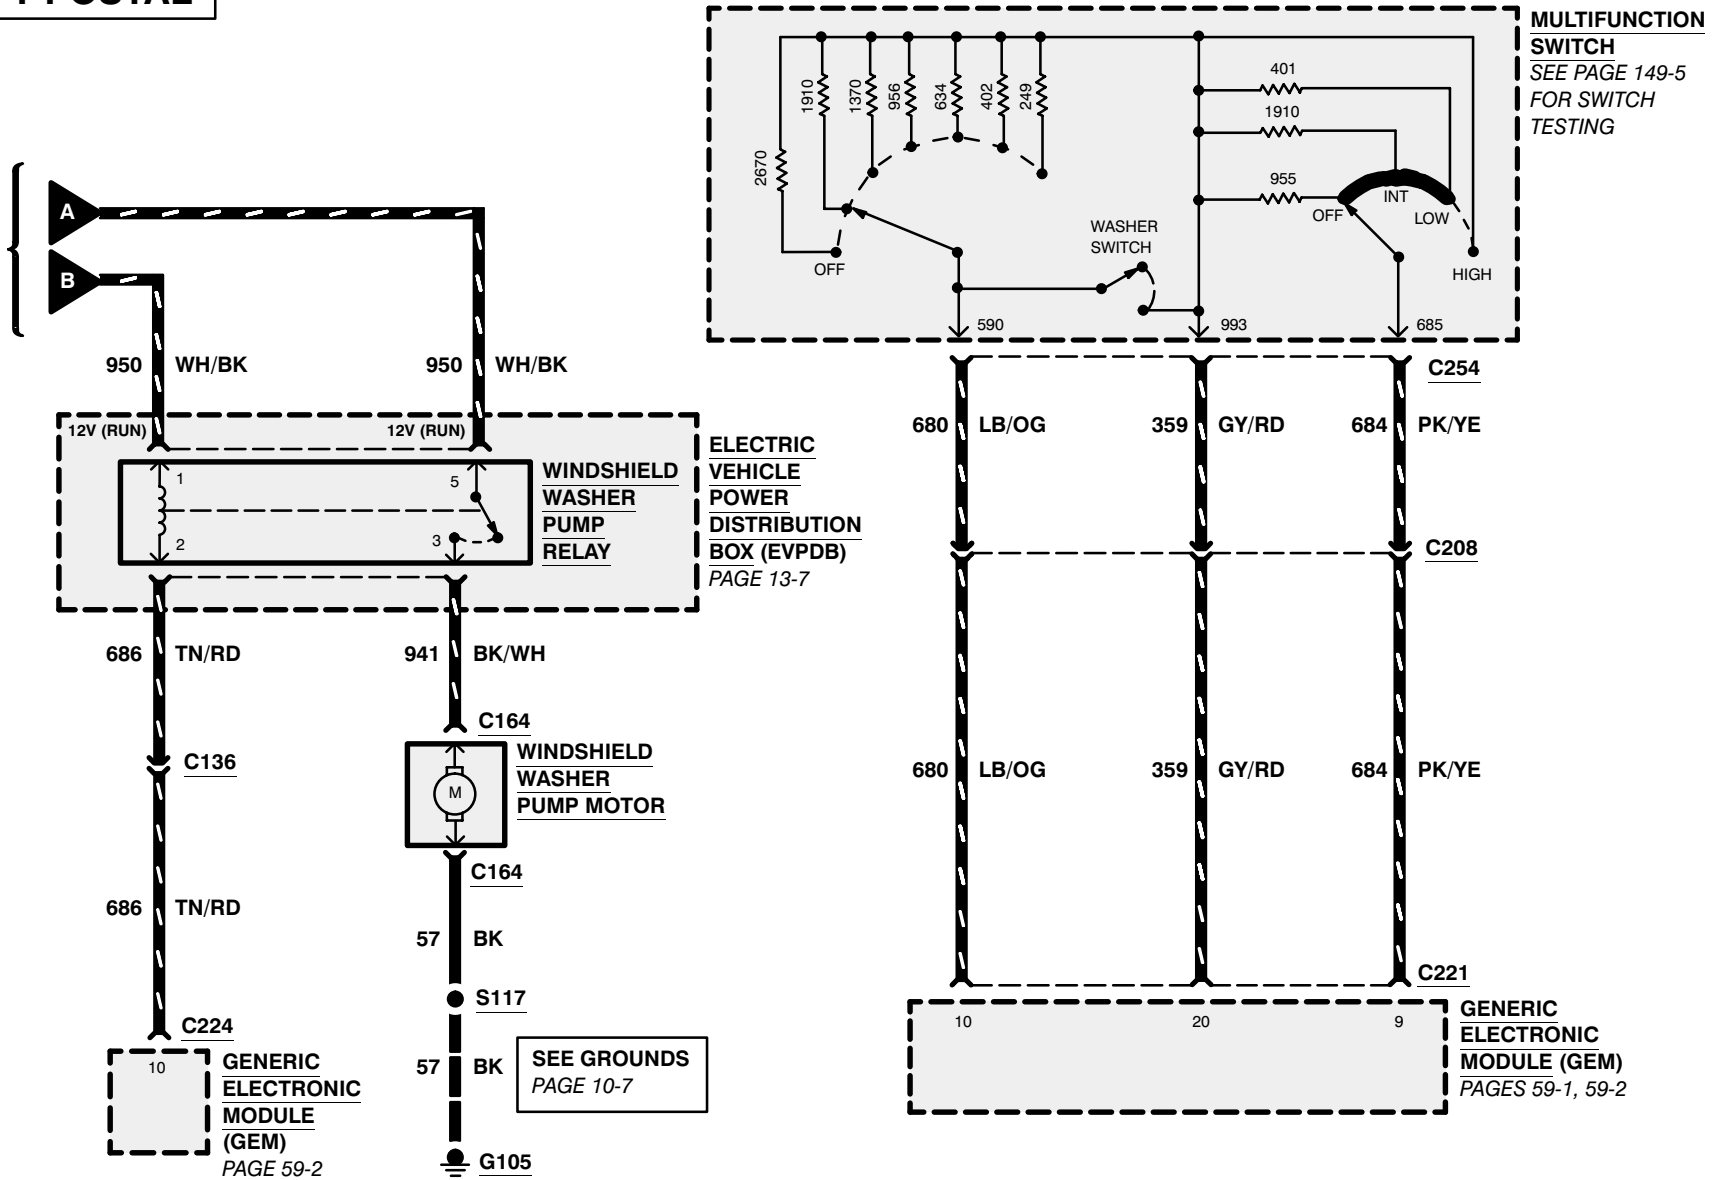 MULTIFUNCTION
SWITCH
SEE PAGE 149-5
FOR SWITCH
TESTING
1910
1370
956
634
402
249
2670
OFF
WASHER
SWITCH
401
1910
955
OFF
INT
LOW
HIGH
590
993
685
A
B
950 WH/BK
950 WH/BK
12V (RUN)
12V (RUN)
1
2
5
3
WINDSHIELD
WASHER
PUMP
RELAY
ELECTRIC
VEHICLE
POWER
DISTRIBUTION
BOX (EVPDB)
PAGE 13-7
C254
680 LB/OG
359 GY/RD
684 PK/YE
C208
686 TN/RD
941 BK/WH
C164
C136
WINDSHIELD
WASHER
PUMP MOTOR
M
C164
680 LB/OG
359 GY/RD
684 PK/YE
686 TN/RD
57 BK
S117
C224
10
GENERIC
ELECTRONIC
MODULE
(GEM)
PAGE 59-2
57 BK
SEE GROUNDS
PAGE 10-7
G105
C221
10
20
9
GENERIC
ELECTRONIC
MODULE (GEM)
PAGES 59-1, 59-2